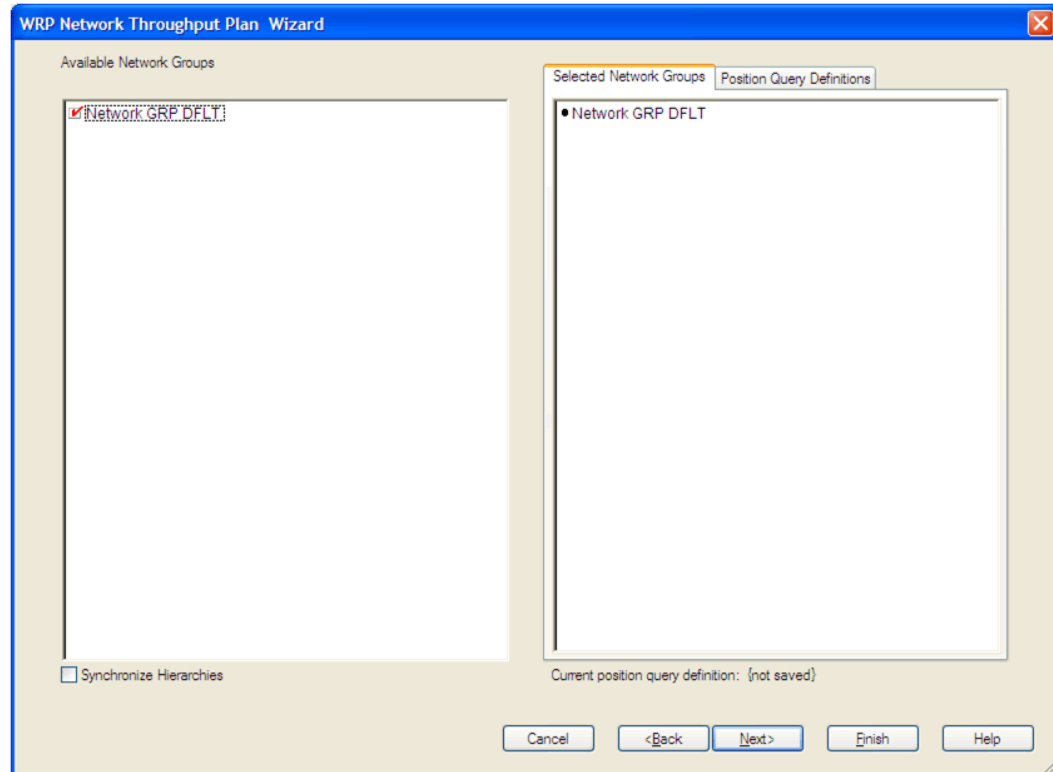 WRP Network Throughput Plan Wizard
Available Network Groups
Network GRP DFLT
Synchronize Hierarchies
Selected Network Groups
Position Query Definitions
Network GRP DFLT
Current position query definition: {not saved}
Cancel
<Back
Next>
Finish
Help